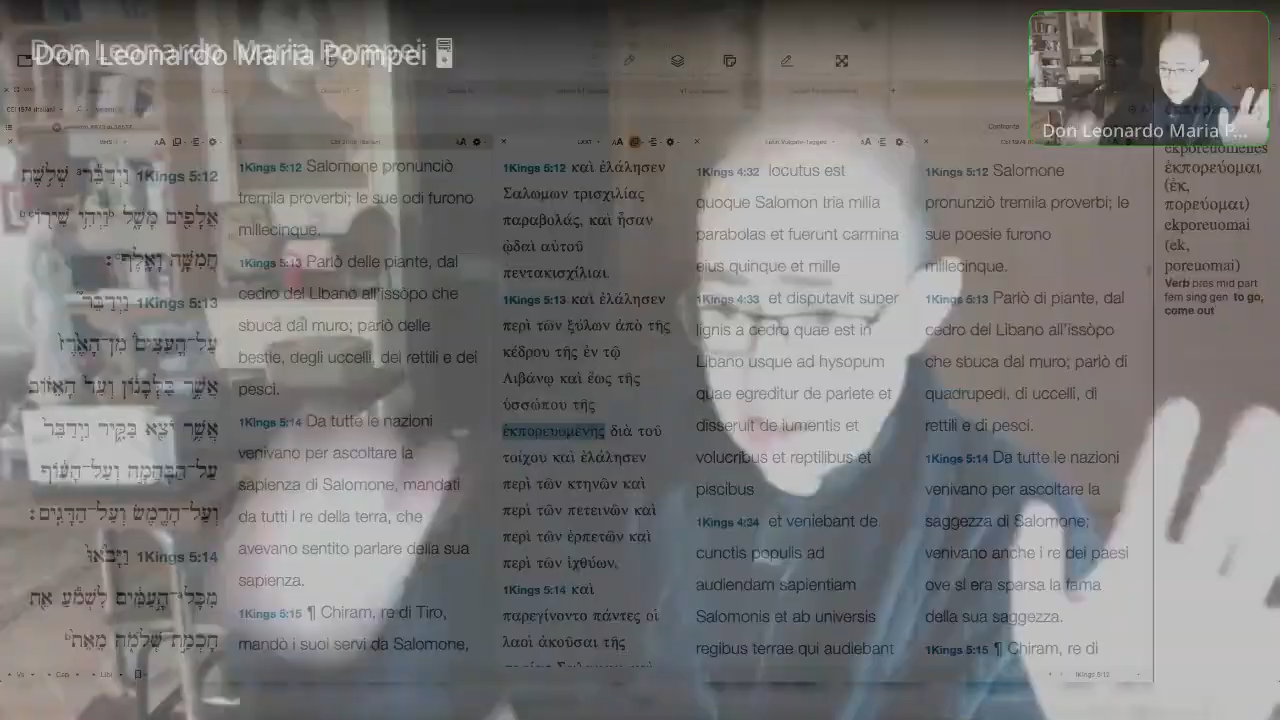 Don Leonardo Maria Pompei
Don Leonardo Maria P...
CEI 1974 (Italian)
1Kings 5:12 וַיְדַבֵּ֕ר שְׁלֹ֥שֶׁת
אֲלָפִ֖ים מָשָׁ֑ל וַיְהִ֥י שִׁיר֖וֹ
חֲמִשָּׁ֥ה וָאָֽלֶף׃
1Kings 5:13 וַיְדַבֵּר֮
עַל־הָֽעֵצִים֒ מִן־הָאֶ֙רֶז֙
אֲשֶׁ֣ר בַּלְּבָנ֔וֹן וְעַד֙ הָאֵז֔וֹב
אֲשֶׁ֥ר יֹצֵ֖א בַּקִּ֑יר וַיְדַבֵּר֙
עַל־הַבְּהֵמָ֣ה וְעַל־הָע֔וֹף
וְעַל־הָרֶ֖מֶשׂ וְעַל־הַדָּגִֽים׃
1Kings 5:14 וַיָּבֹ֙אוּ֙
מִכָּל־הָ֣עַמִּ֔ים לִשְׁמֹ֕עַ אֵ֖ת
חָכְמַ֣ת שְׁלֹמֹ֑ה מֵאֵת֙
1Kings 5:12 Salomone pronunciò
tremila proverbi; le sue odi furono
millecinque.
1Kings 5:13 Parlò delle piante, dal
cedro del Libano all'issòpo che
sbuca dal muro; parlò delle
bestie, degli uccelli, dei rettili e dei
pesci.
1Kings 5:14 Da tutte le nazioni
venivano per ascoltare la
sapienza di Salomone, mandati
da tutti i re della terra, che
avevano sentito parlare della sua
sapienza.
1Kings 5:15 ¶ Chiram, re di Tiro,
mandò i suoi servi da Salomone,
1Kings 5:12 καὶ ἐλάλησεν
Σαλωμων τρισχιλίας
παραβολάς, καὶ ἦσαν
ᾠδαὶ αὐτοῦ
πεντακισχίλιαι.
1Kings 5:13 καὶ ἐλάλησεν
περὶ τῶν ξύλων ἀπὸ τῆς
κέδρου τῆς ἐν τῷ
Λιβάνῳ καὶ ἕως τῆς
ὑσσώπου τῆς
ἐκπορευομένης διὰ τοῦ
τοίχου καὶ ἐλάλησεν
περὶ τῶν κτηνῶν καὶ
περὶ τῶν πετεινῶν καὶ
περὶ τῶν ἑρπετῶν καὶ
περὶ τῶν ἰχθύων.
1Kings 5:14 καὶ
παρεγίνοντο πάντες οἱ
λαοὶ ἀκοῦσαι τῆς
1Kings 4:32 locutus est
quoque Salomon tria milia
parabolas et fuerunt carmina
eius quinque et mille
1Kings 4:33 et disputavit super
lignis a cedro quae est in
Libano usque ad hysopum
quae egreditur de pariete et
disseruit de iumentis et
volucribus et reptilibus et
piscibus
1Kings 4:34 et veniebant de
cunctis populis ad
audiendam sapientiam
Salomonis et ab universis
regibus terrae qui audiebant
1Kings 5:12 Salomone
pronunziò tremila proverbi; le
sue poesie furono
millecinque.
1Kings 5:13 Parlò di piante, dal
cedro del Libano all'issòpo
che sbuca dal muro; parlò di
quadrupedi, di uccelli, di
rettili e di pesci.
1Kings 5:14 Da tutte le nazioni
venivano per ascoltare la
saggezza di Salomone;
venivano anche i re dei paesi
ove si era sparsa la fama
della sua saggezza.
1Kings 5:15 ¶ Chiram, re di
ekporeuomenes
ἐκπορεύομαι
(ἐκ,
πορεύομαι)
ekporeuomai
(ek,
poreuomai)
Verb pres mid part
fem sing gen to go,
come out
1Kings 5:12